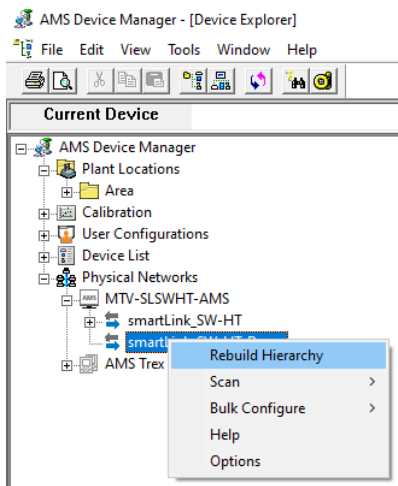 AMS Device Manager - [Device Explorer]
File Edit View Tools Window Help
Current Device
AMS Device Manager
Plant Locations
Area
Calibration
User Configurations
Device List
Physical Networks
AMS MTV-SLSWHT-AMS
smartLink_SW-HT
AMS Trex
Rebuild Hierarchy
Scan
Bulk Configure
Help
Options